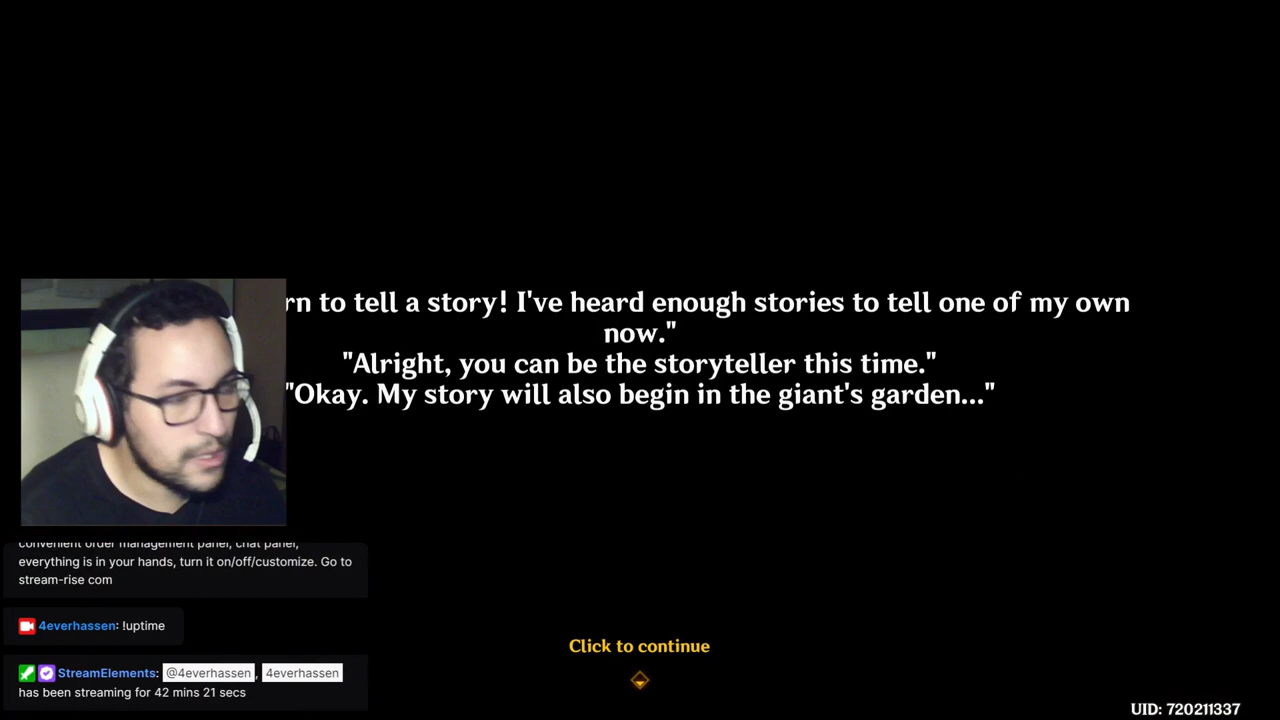 to tell a story! I've heard enough stories to tell one of my own
now."
"Alright, you can be the storyteller this time."
"Okay. My story will also begin in the giant's garden..."
convenient order management panel, chat panel,
everything is in your hands, turn it on/off/customize. Go to
stream-rise com
4everhassen: !uptime
StreamElements: @4everhassen, 4everhassen
has been streaming for 42 mins 21 secs
Click to continue
UID: 720211337